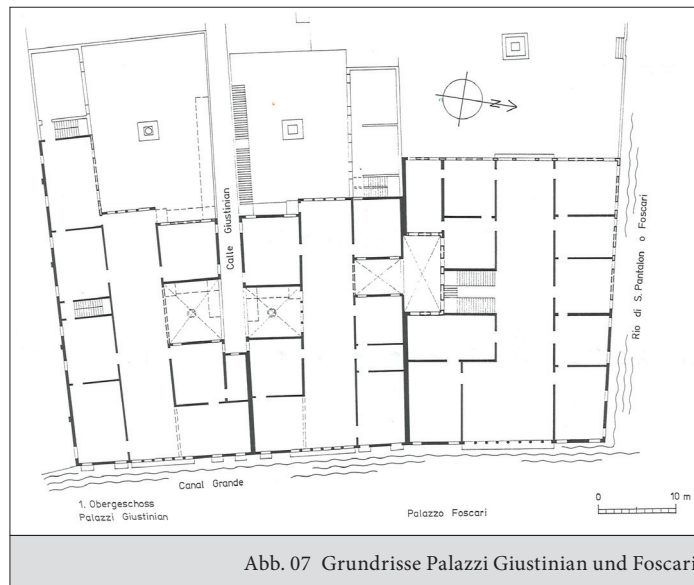 N
Calle Giustinian
Rio di S. Pantalon o Foscari
Canal Grande
1. Obergeschoss
Palazzi Giustinian
Palazzo Foscari
0 10 m
Abb. 07 Grundrisse Palazzi Giustinian und Foscari